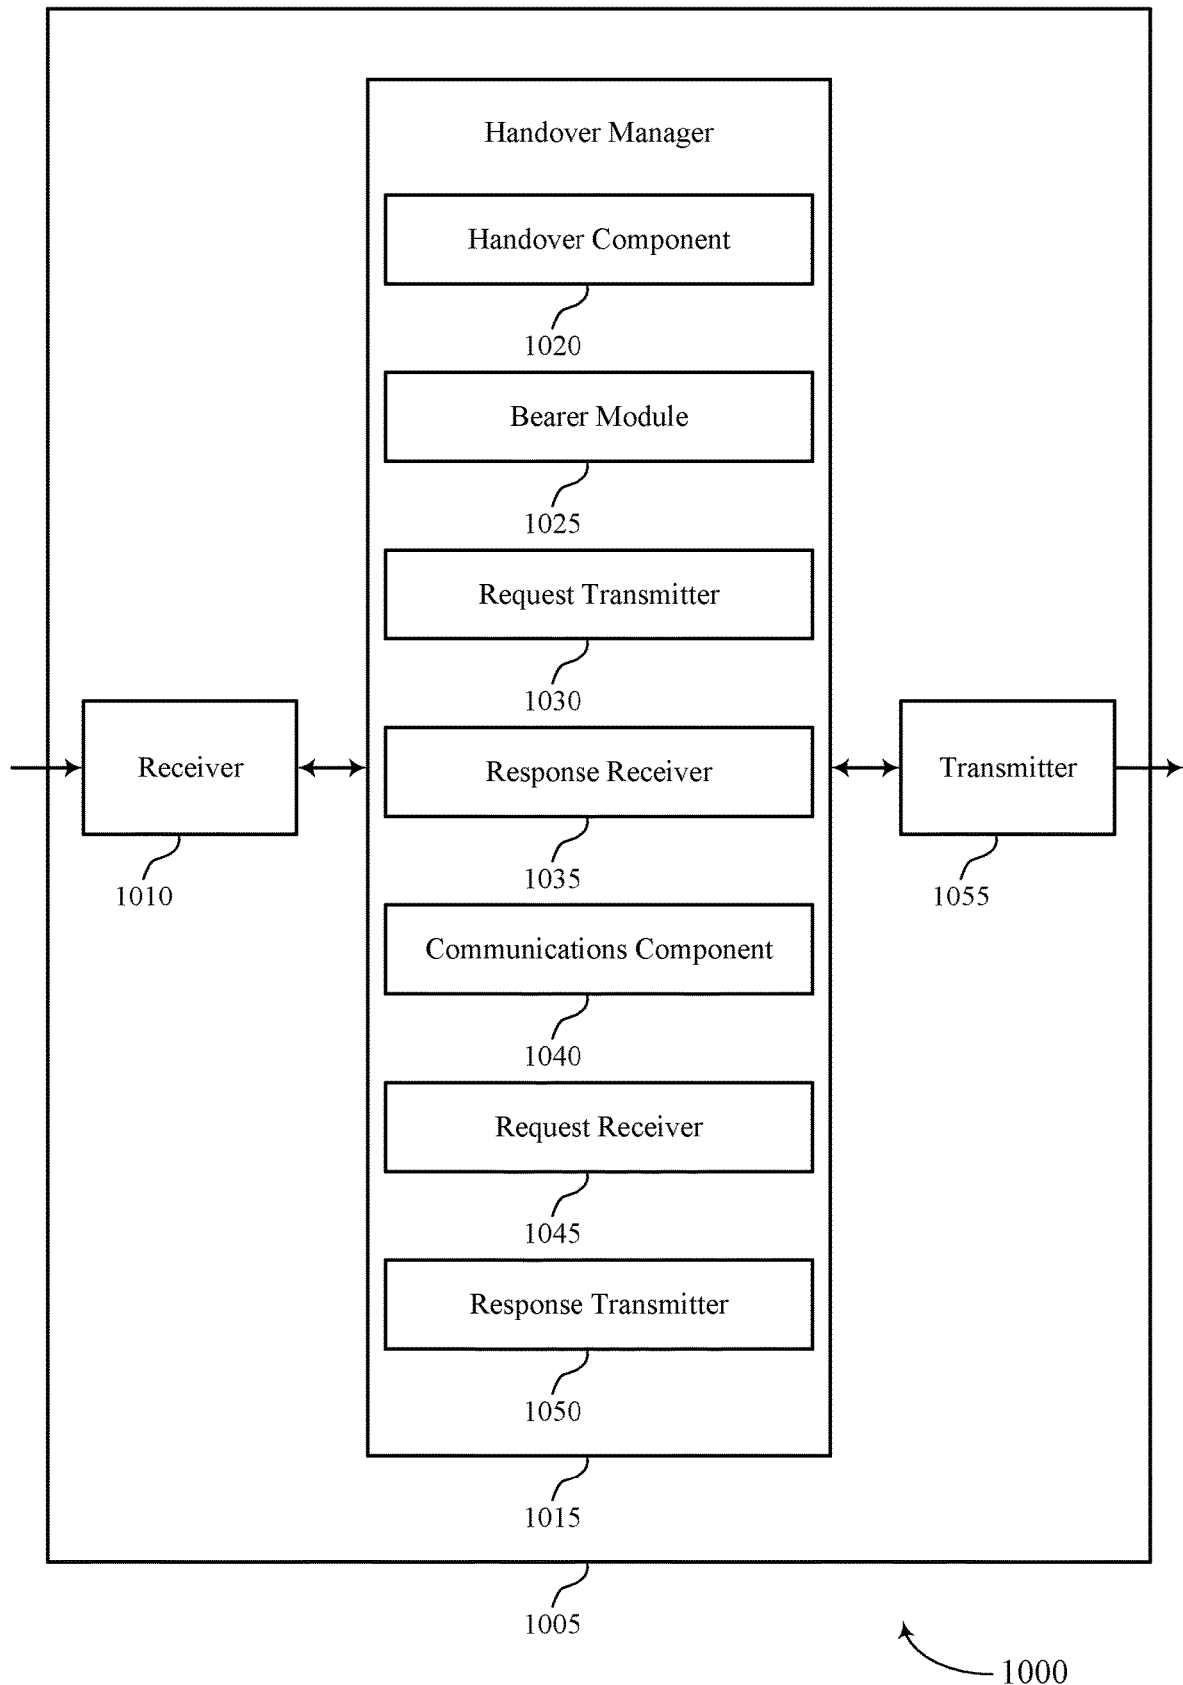 Handover Manager
Handover Component
1020
Bearer Module
1025
Request Transmitter
1030
Receiver
1010
Response Receiver
1035
Transmitter
1055
Communications Component
1040
Request Receiver
1045
Response Transmitter
1050
1015
1005
1000